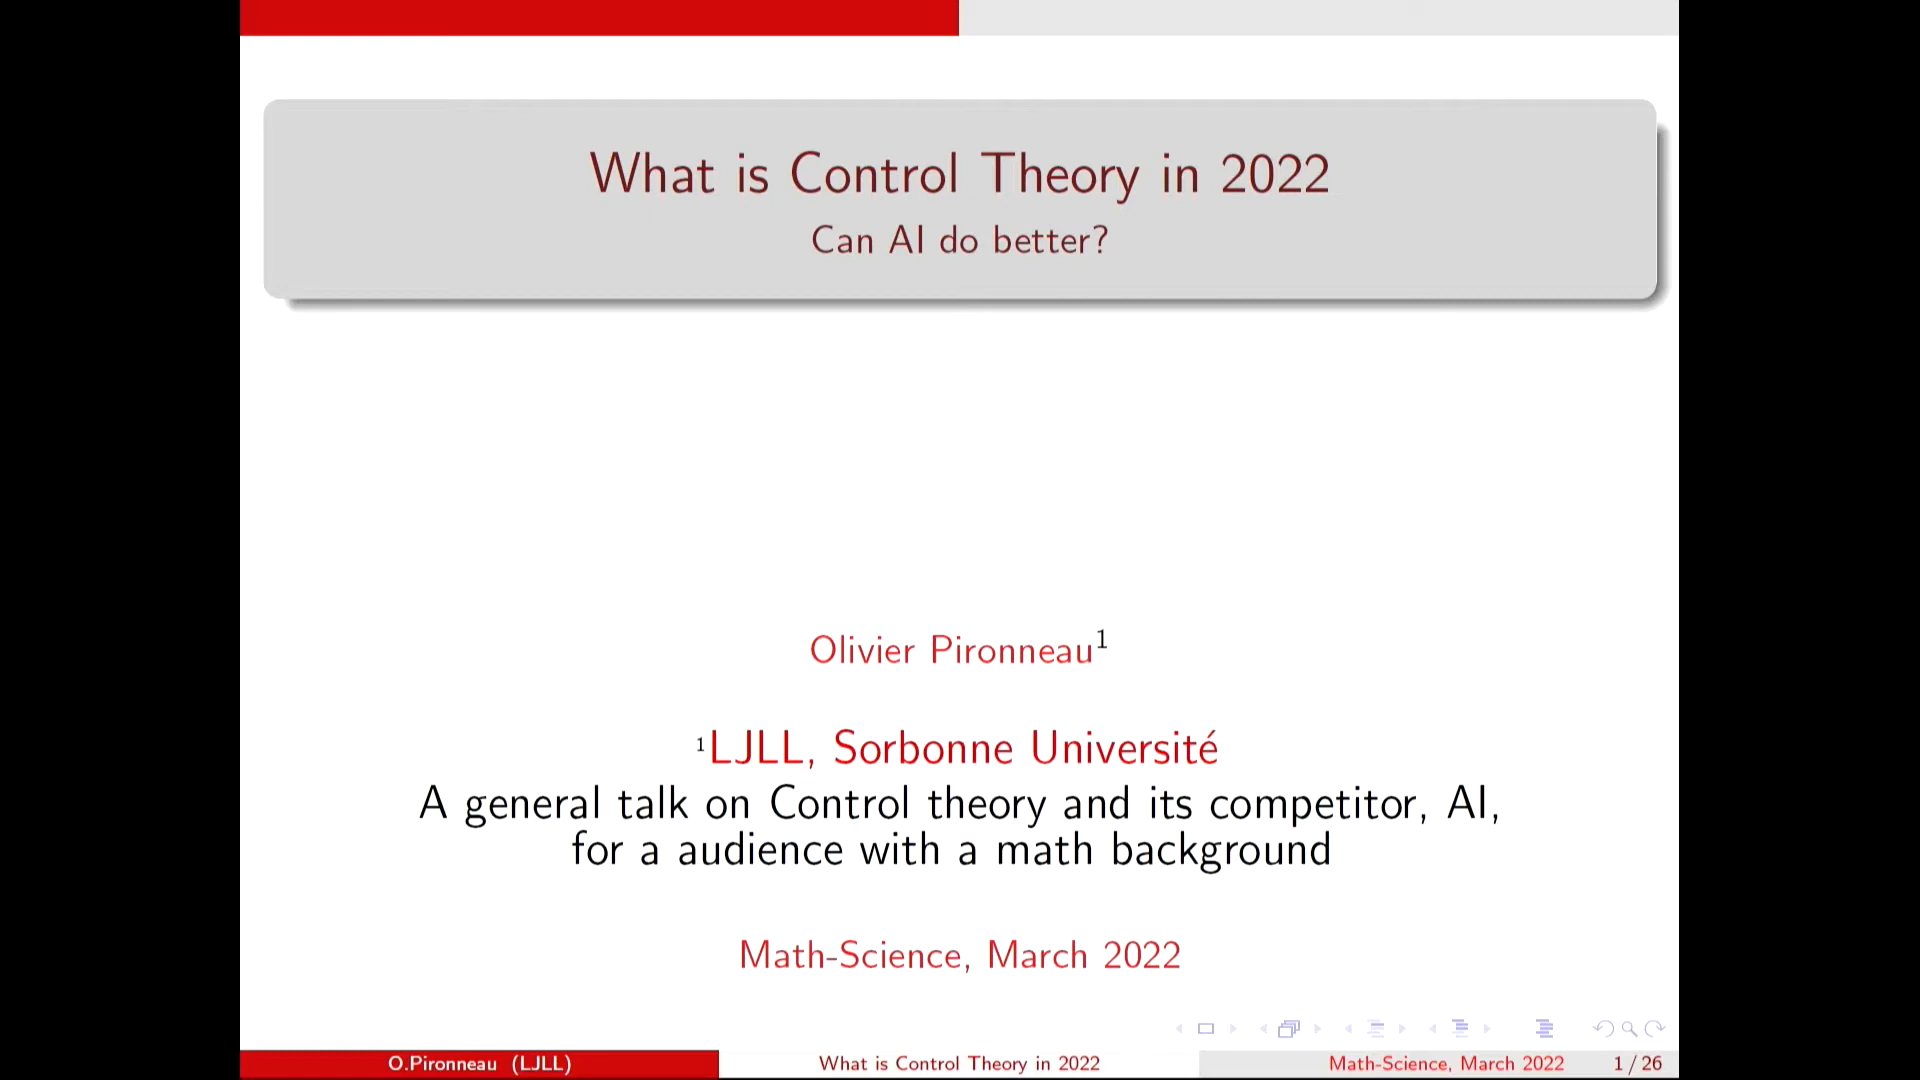 What is Control Theory in 2022
Can AI do better?
Olivier Pironneau¹
¹LJLL, Sorbonne Université
A general talk on Control theory and its competitor, AI,
for a audience with a math background
Math-Science, March 2022
O.Pironneau (LJLL)
What is Control Theory in 2022
Math-Science, March 2022
1 / 26